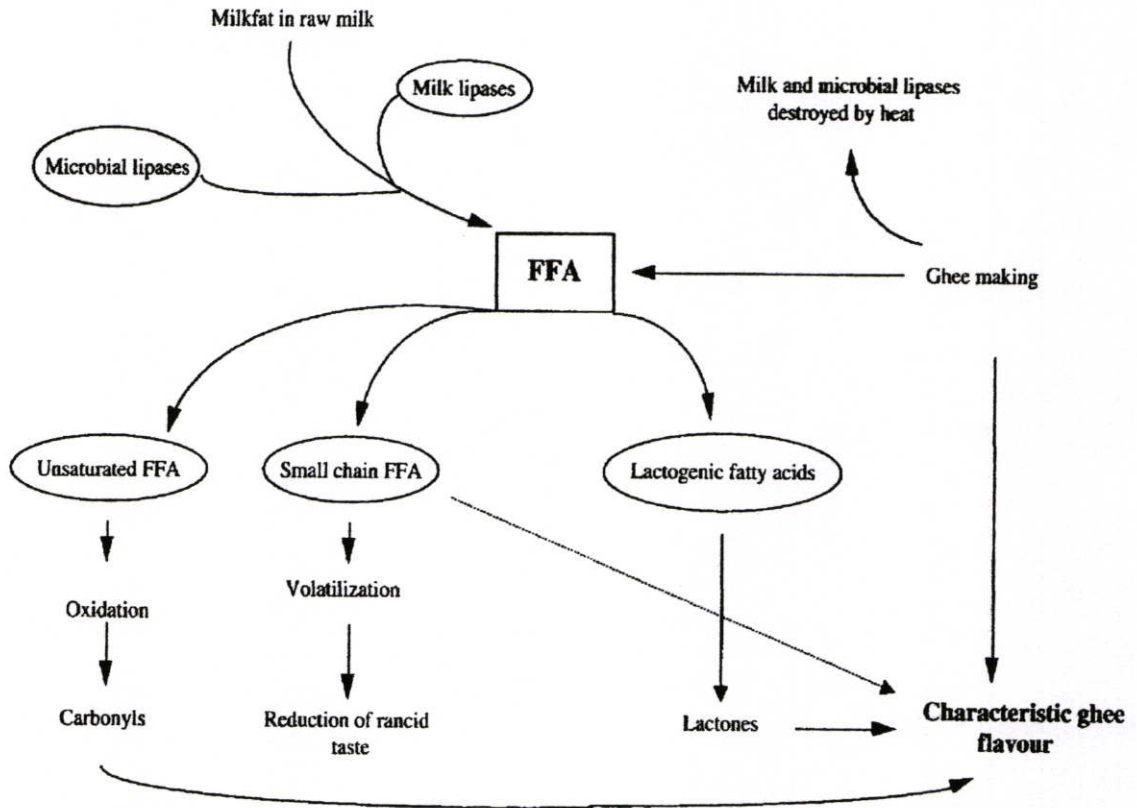 Milkfat in raw milk
Milk lipases
Milk and microbial lipases
destroyed by heat
Microbial lipases
FFA
Ghee making
Unsaturated FFA
Small chain FFA
Lactogenic fatty acids
Oxidation
Volatilization
Carbonyls
Reduction of rancid
taste
Lactones
Characteristic ghee
flavour